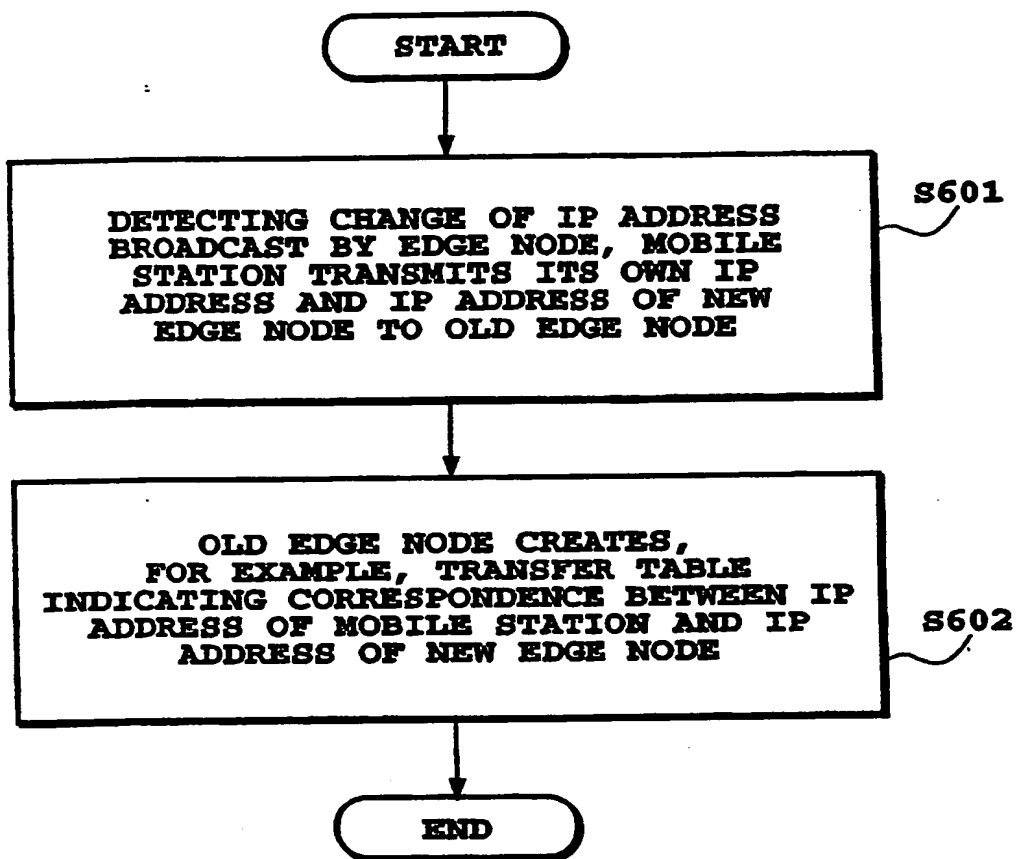 START
DETECTING CHANGE OF IP ADDRESS
BROADCAST BY EDGE NODE, MOBILE
STATION TRANSMITS ITS OWN IP
ADDRESS AND IP ADDRESS OF NEW
EDGE NODE TO OLD EDGE NODE
S601
OLD EDGE NODE CREATES,
FOR EXAMPLE, TRANSFER TABLE
INDICATING CORRESPONDENCE BETWEEN IP
ADDRESS OF MOBILE STATION AND IP
ADDRESS OF NEW EDGE NODE
S602
END